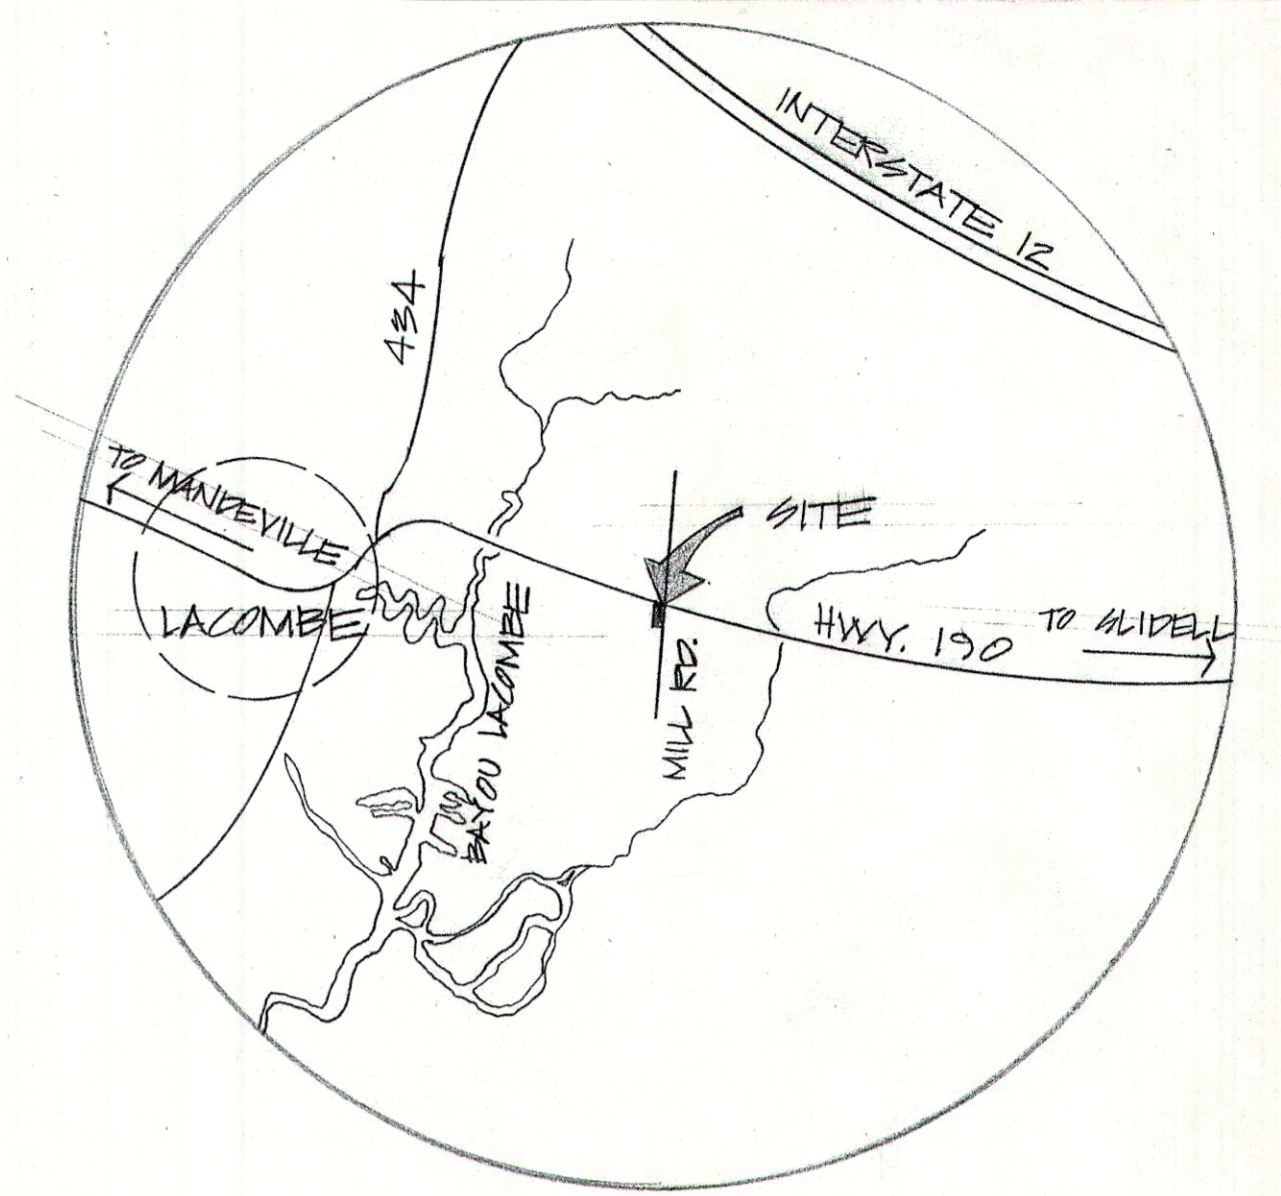 INTERSTATE 12
434
TO MANDEVILLE
SITE
LACOMBE
HWY. 190
TO SLIDELL
BAYOU LACOMBE
MILL RD.